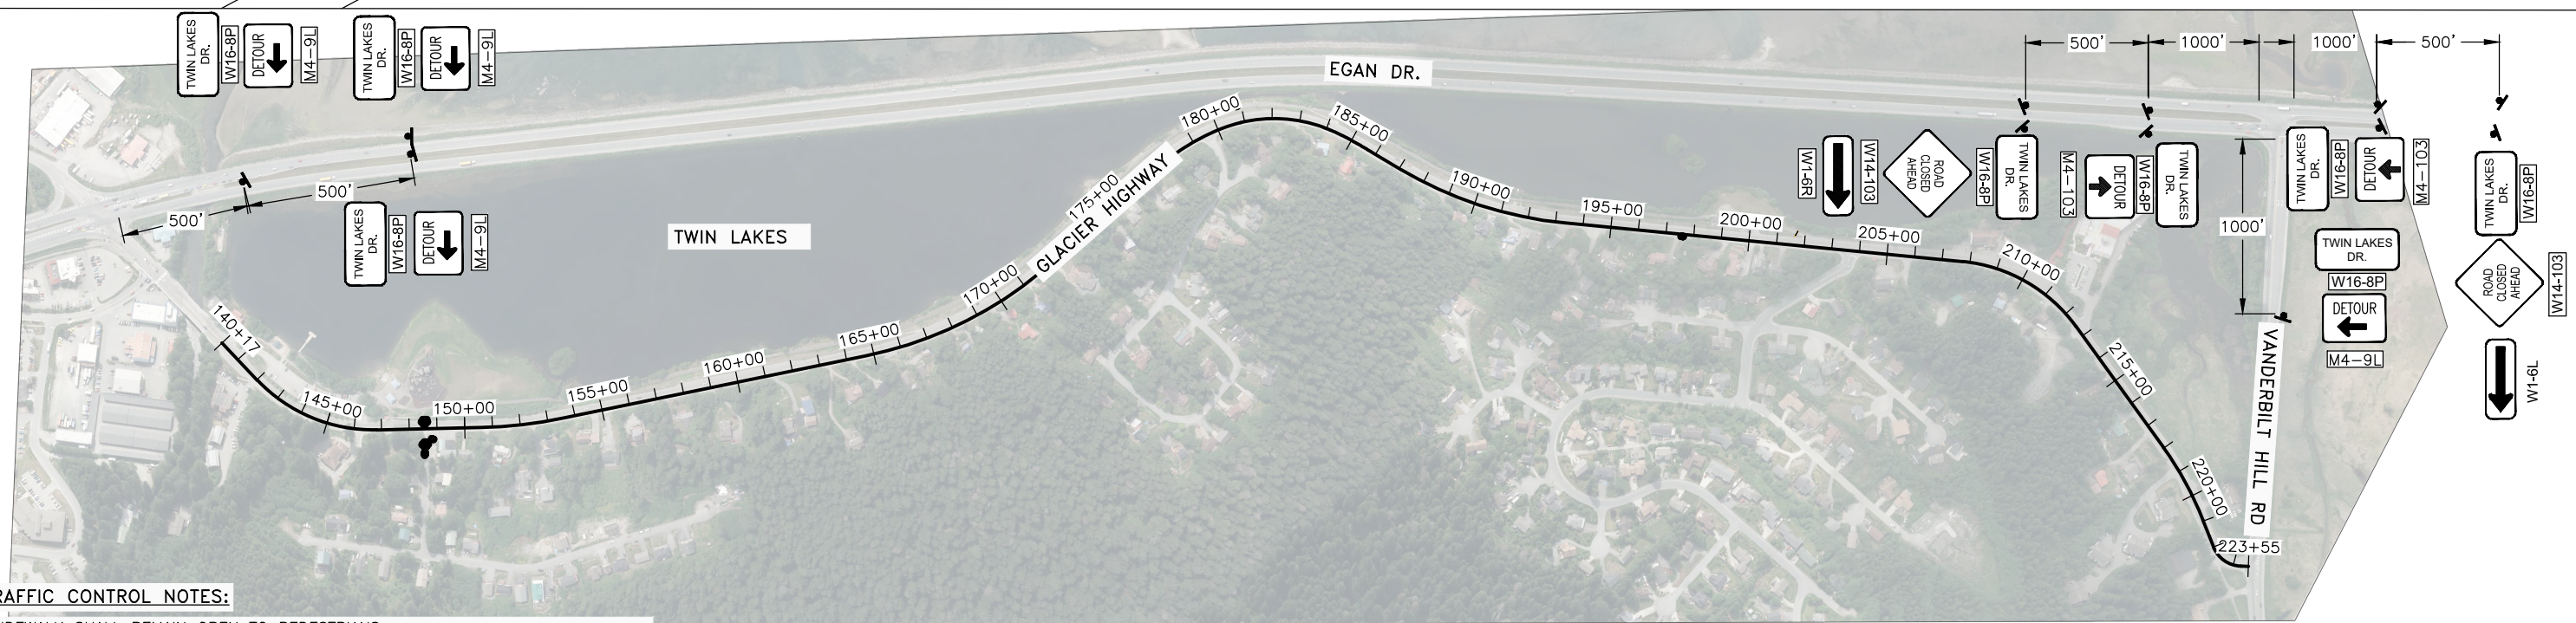 TWIN LAKES
DR.
W16-8P
DETOUR
M4-9L
TWIN LAKES
DR.
W16-8P
DETOUR
M4-9L
500'
500'
TWIN LAKES
DR.
W16-8P
DETOUR
M4-9L
TWIN LAKES
EGAN DR.
GLACIER HIGHWAY
140+17
145+00
150+00
155+00
160+00
165+00
170+00
175+00
180+00
185+00
190+00
195+00
200+00
205+00
210+00
215+00
220+00
223+55
500'
1000'
1000'
500'
W1-6R
W14-103
ROAD
CLOSED
AHEAD
W16-8P
TWIN LAKES
DR.
M4-103
DETOUR
W16-8P
TWIN LAKES
DR.
1000'
TWIN LAKES
DR.
W16-8P
DETOUR
M4-103
TWIN LAKES
DR.
W16-8P
DETOUR
M4-9L
TWIN LAKES
DR.
W16-8P
ROAD
CLOSED
AHEAD
W14-103
W1-6L
VANDERBILT HILL RD
RAFFIC CONTROL NOTES: